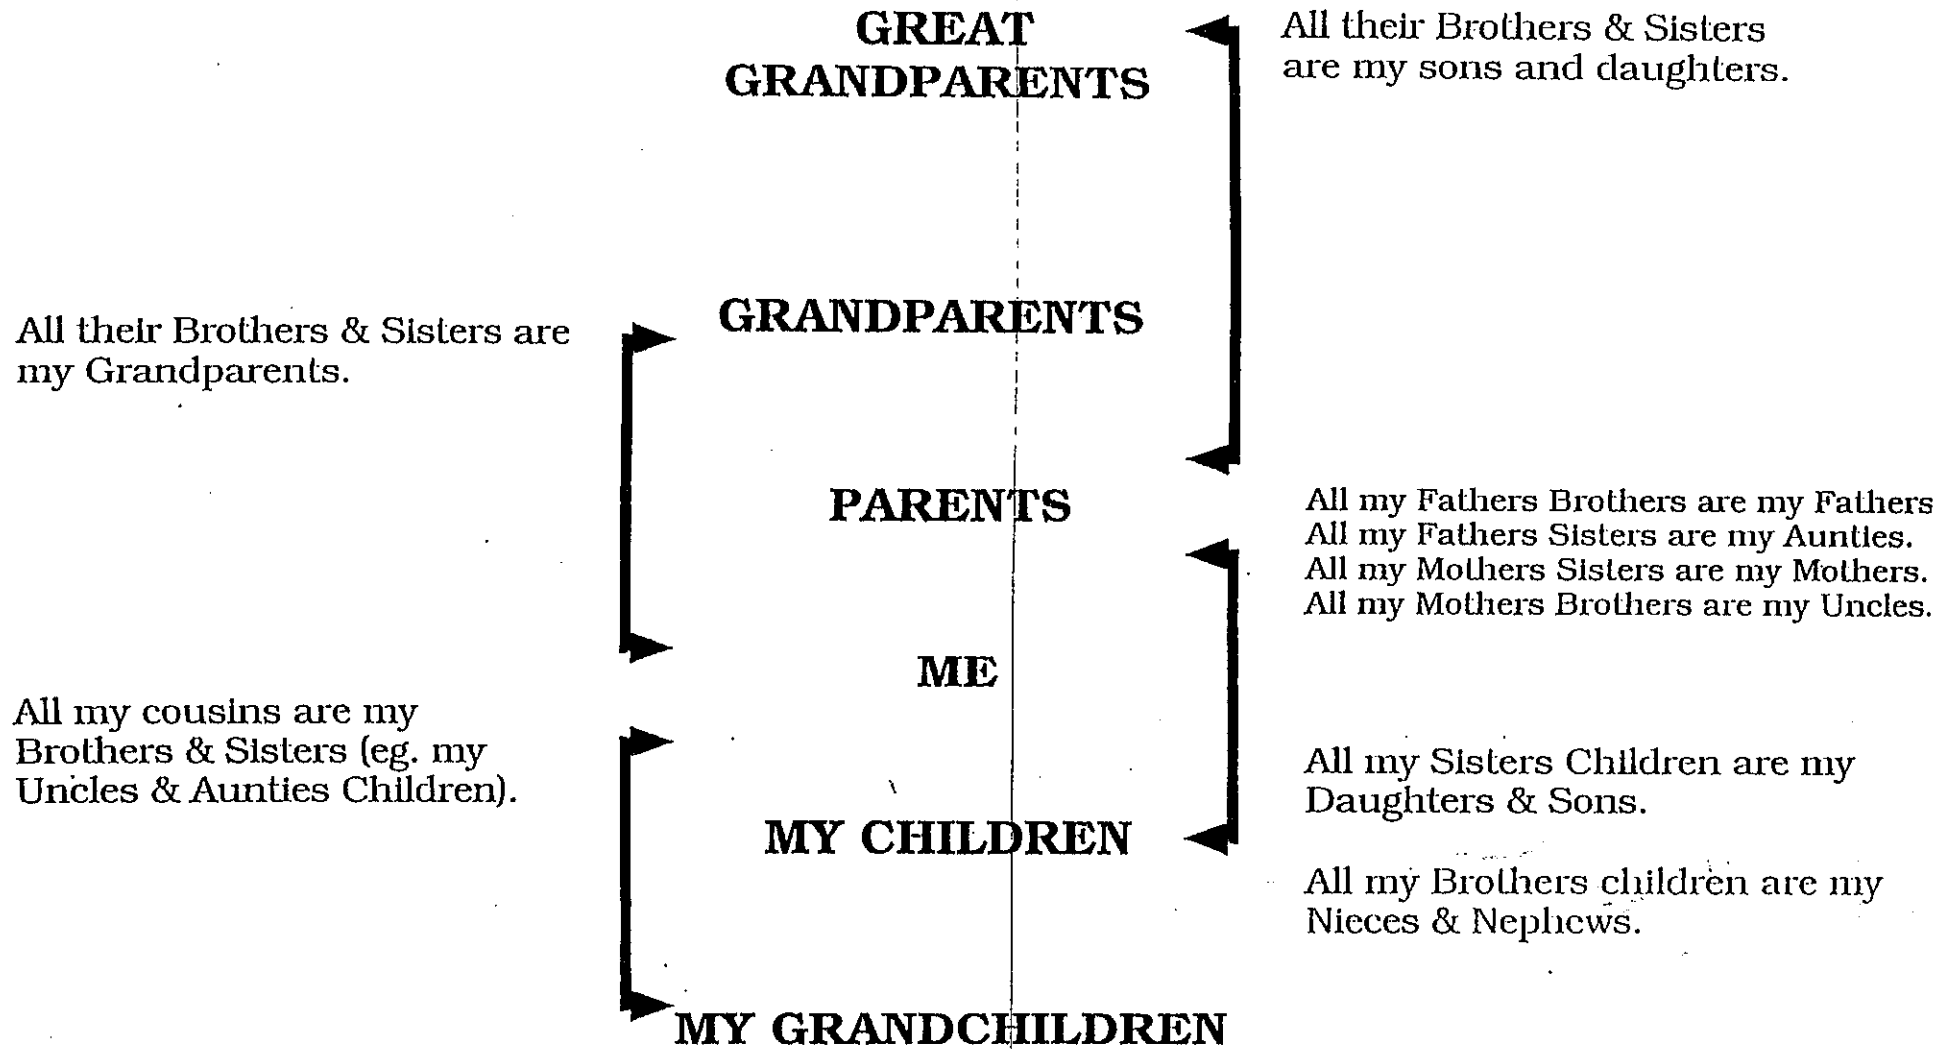 GREAT
GRANDPARENTS
All their Brothers & Sisters
are my sons and daughters.
GRANDPARENTS
All their Brothers & Sisters are
my Grandparents.
PARENTS
All my Fathers Brothers are my Fathers
All my Fathers Sisters are my Aunties.
All my Mothers Sisters are my Mothers.
All my Mothers Brothers are my Uncles.
ME
All my cousins are my
Brothers & Sisters (eg. my
Uncles & Aunties Children).
All my Sisters Children are my
Daughters & Sons.
MY CHILDREN
All my Brothers children are my
Nieces & Nephews.
MY GRANDCHILDREN